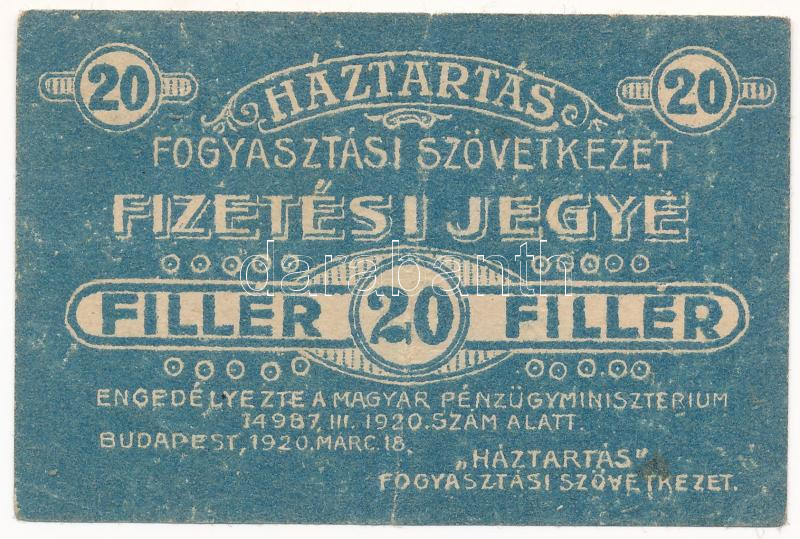 20 HÁZTARTÁS 20
FOGYASZTÁSI SZÖVETKEZET
FIZETÉSI JEGYE
darabanth
FILLÉR 20 FILLÉR
ENGEDÉLYEZTE A MAGYAR PÉNZÜGYMINISZTERIUM
14987. III. 1920. SZÁM ALATT.
BUDAPEST, 1920. MÁRC. 18.
„HÁZTARTÁS"
FOGYASZTÁSI SZÖVETKEZET.